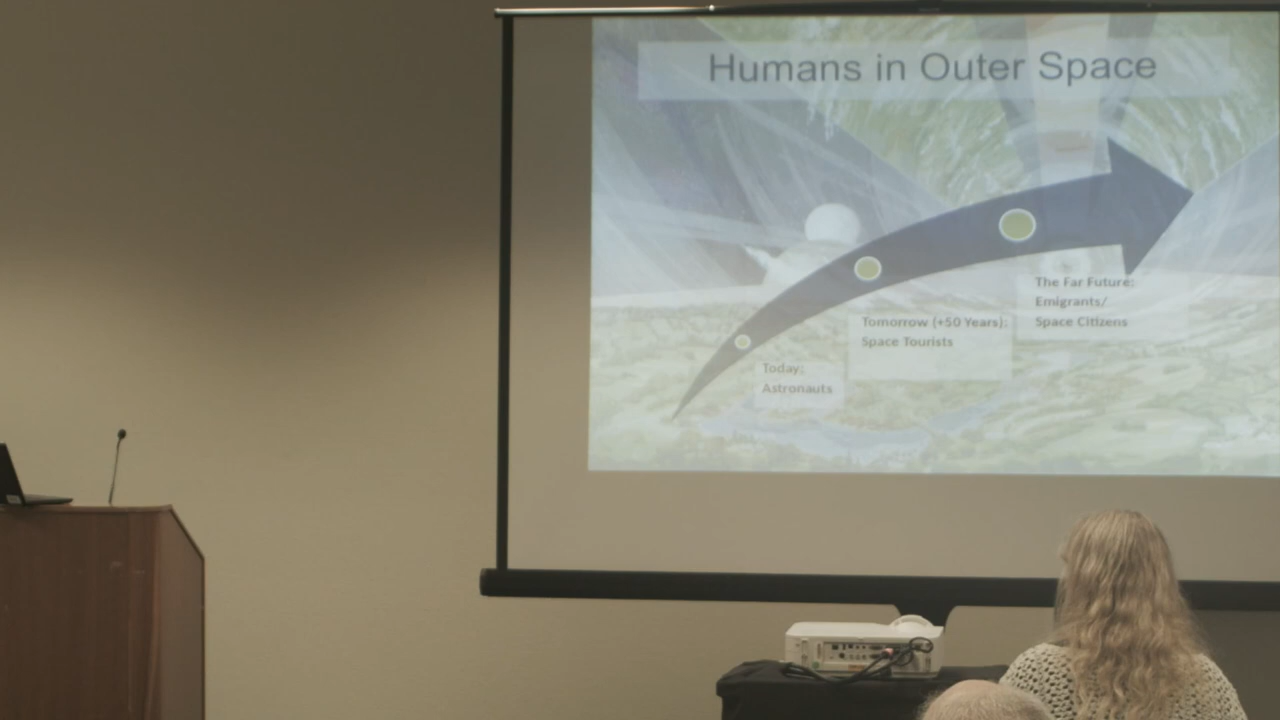 Humans in Outer Space
The Far Future:
Emigrants/
Space Citizens
Tomorrow (+50 Years):
Space Tourists
Today:
Astronauts